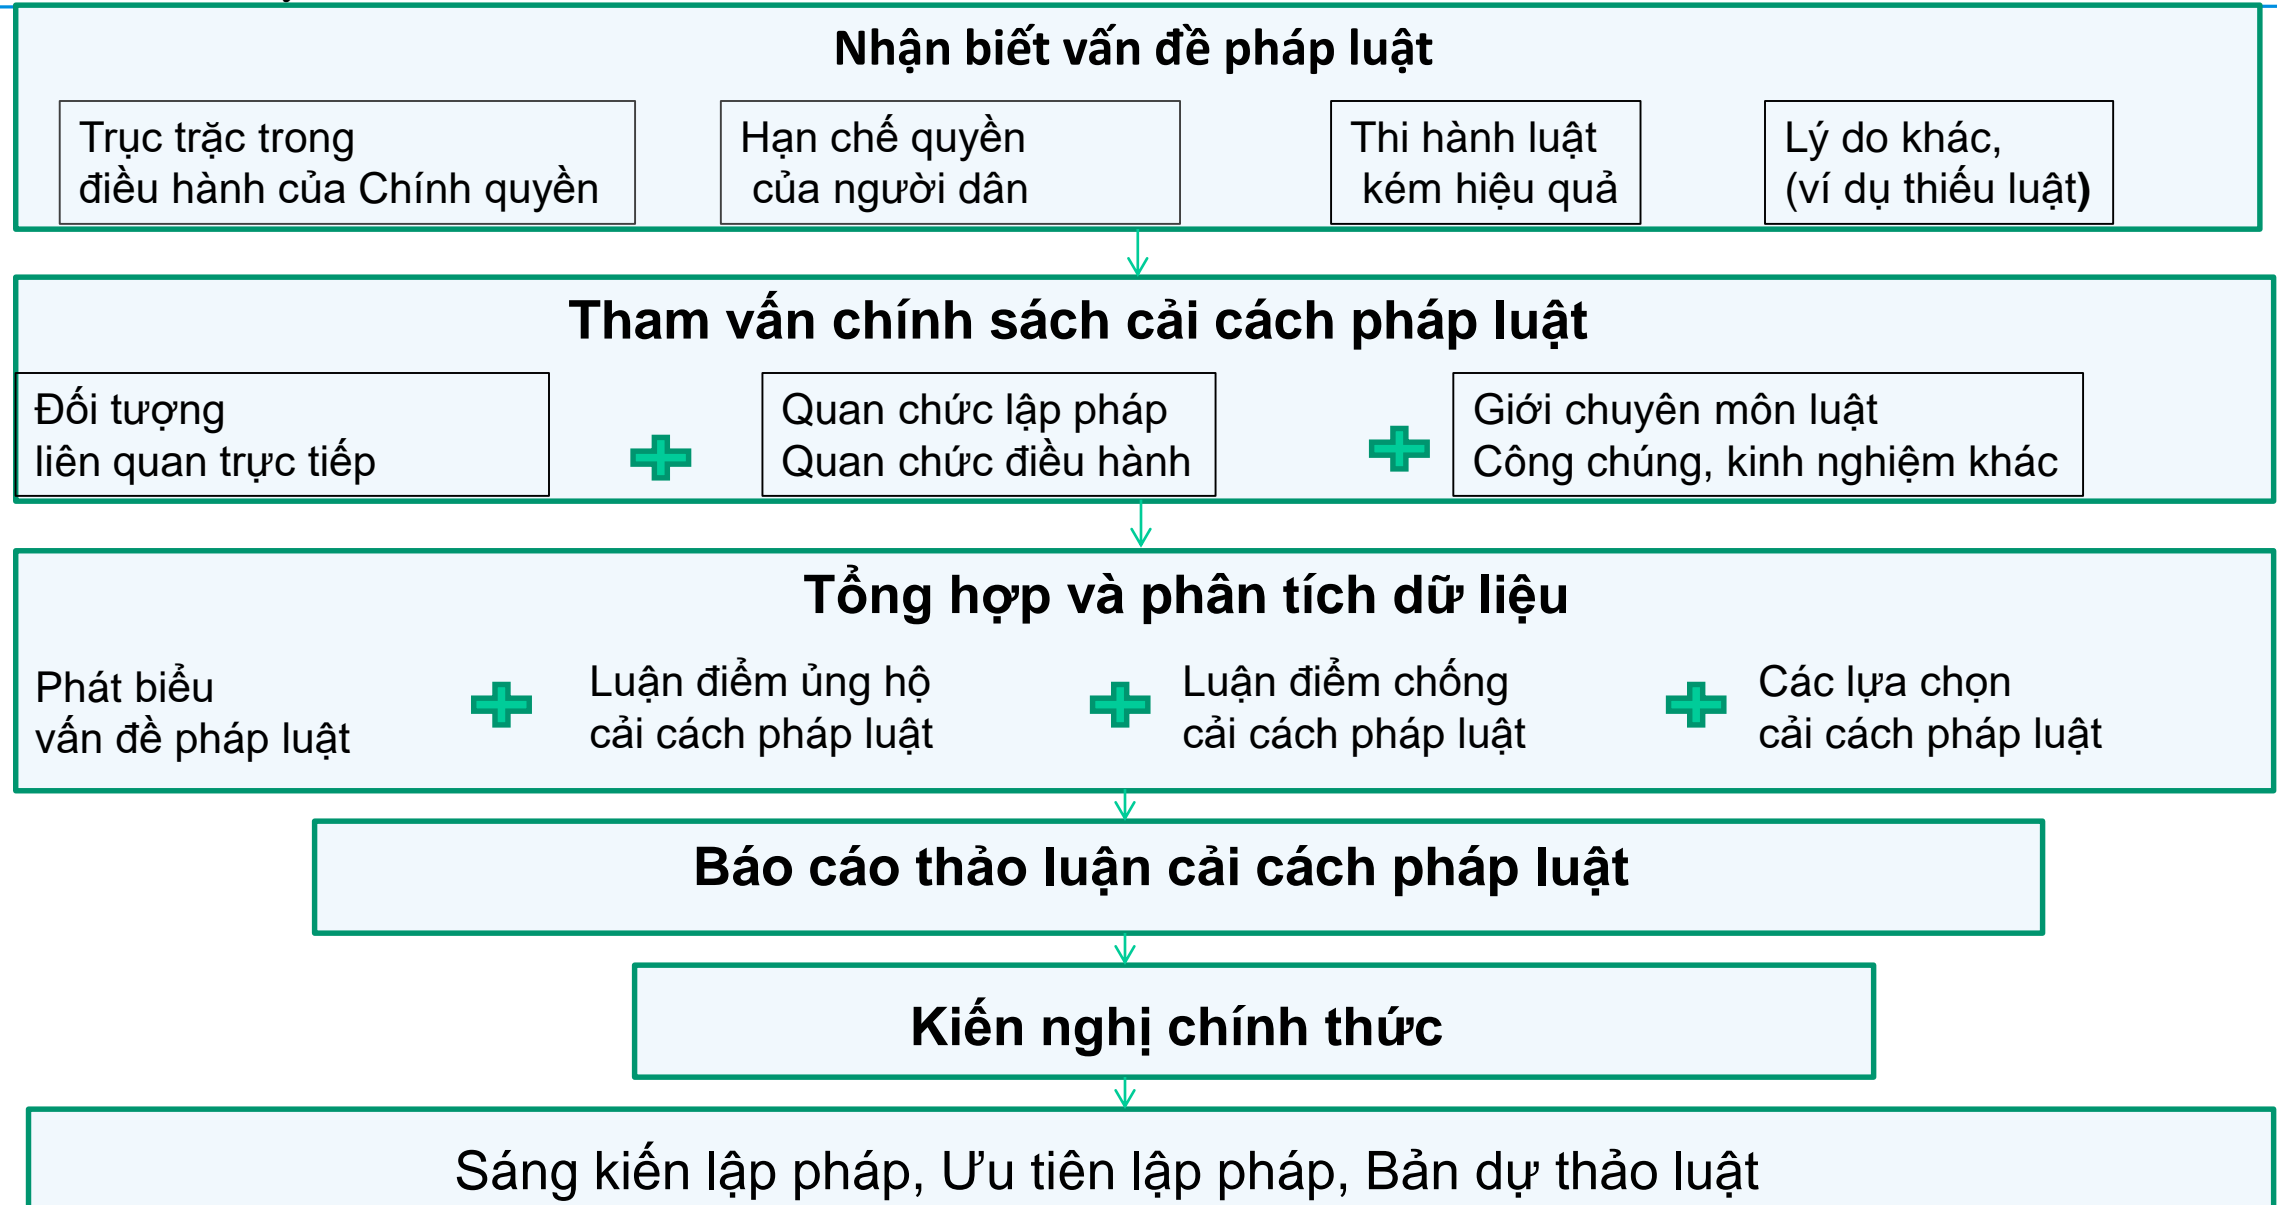 Nhận biết vấn đề pháp luật
Trục trặc trong
điều hành của Chính quyền
Hạn chế quyền
của người dân
Thi hành luật
kém hiệu quả
Lý do khác,
(ví dụ thiếu luật)
Tham vấn chính sách cải cách pháp luật
Đối tượng
liên quan trực tiếp
Quan chức lập pháp
Quan chức điều hành
Giới chuyên môn luật
Công chúng, kinh nghiệm khác
Tổng hợp và phân tích dữ liệu
Phát biểu
vấn đề pháp luật
Luận điểm ủng hộ
cải cách pháp luật
Luận điểm chống
cải cách pháp luật
Các lựa chọn
cải cách pháp luật
Báo cáo thảo luận cải cách pháp luật
Kiến nghị chính thức
Sáng kiến lập pháp, Ưu tiên lập pháp, Bản dự thảo luật